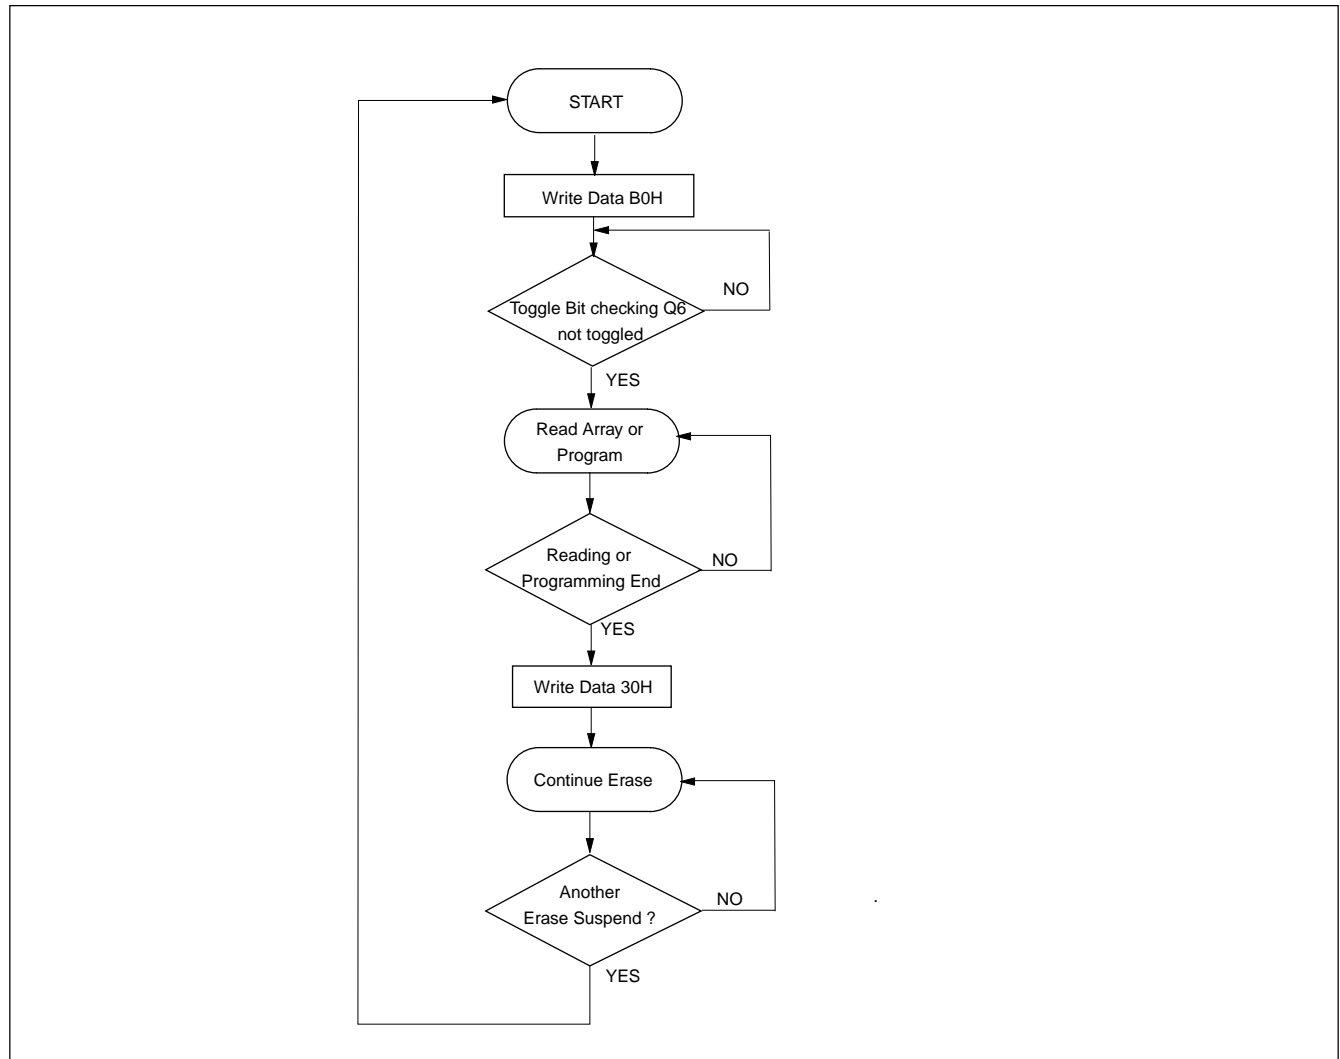 START
Write Data B0H
NO
Toggle Bit checking Q6
not toggled
YES
Read Array or
Program
Reading or
NO
Programming End
YES
Write Data 30H
Continue Erase
Another
NO
Erase Suspend ?
YES
.